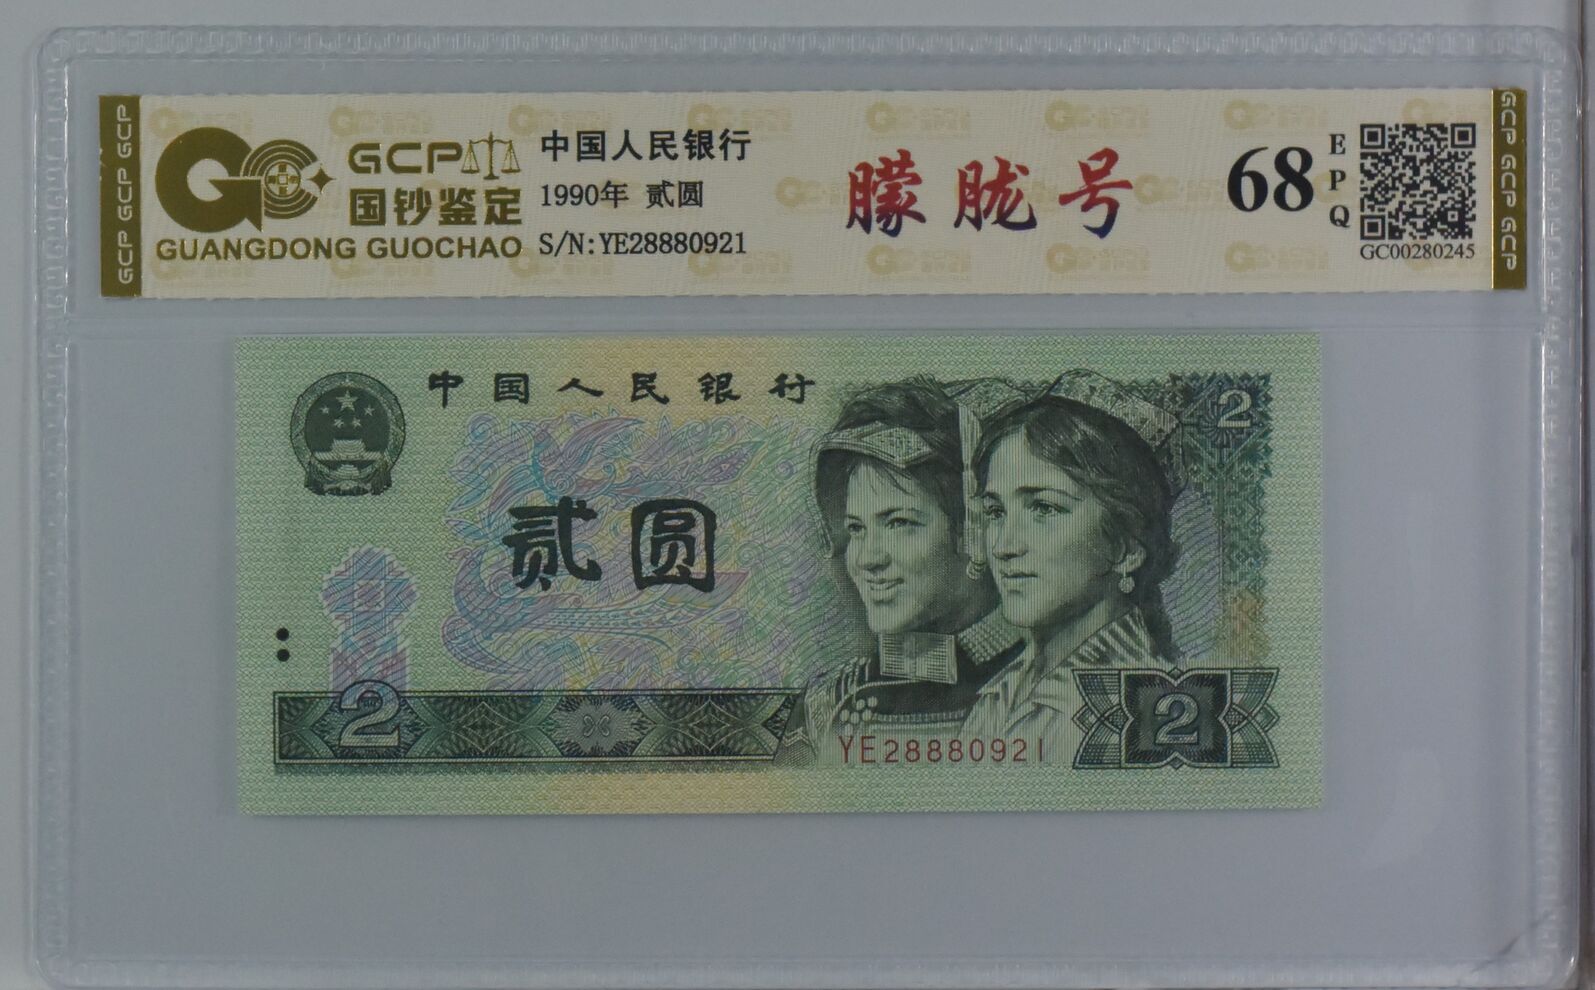 GCP GCP GCP
GCP
国钞鉴定
GUANGDONG GUOCHAO
中国人民银行
1990年 贰圆
S/N:YE28880921
朦胧号
68
EPQ
GC00280245
GCP GCP GCP
中国人民银行
2
贰圆
2
YE28880921
2